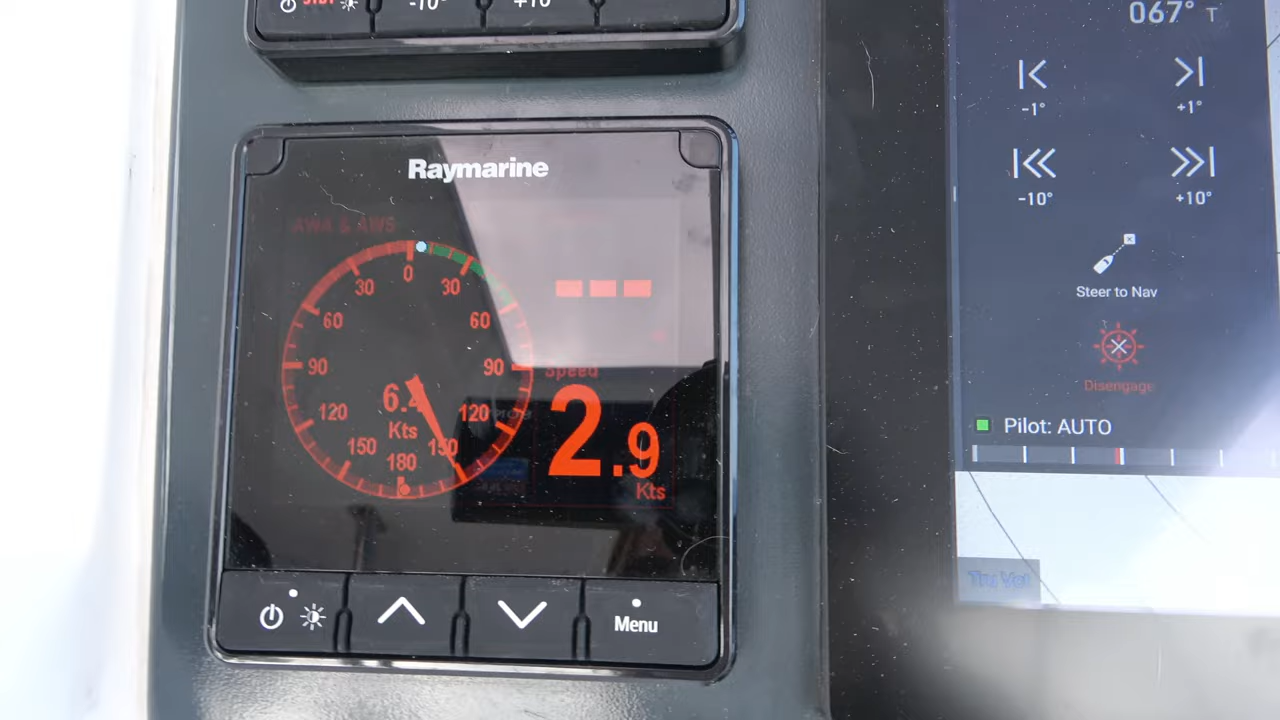 STBY
-10°
+10°
067° T
-1°
+1°
-10°
+10°
Steer to Nav
Disengage
Pilot: AUTO
Raymarine
AWA & AWS
0
30
30
60
60
90
90
120
120
150
150
180
6.4
Kts
---
Speed
2.9
Kts
Menu